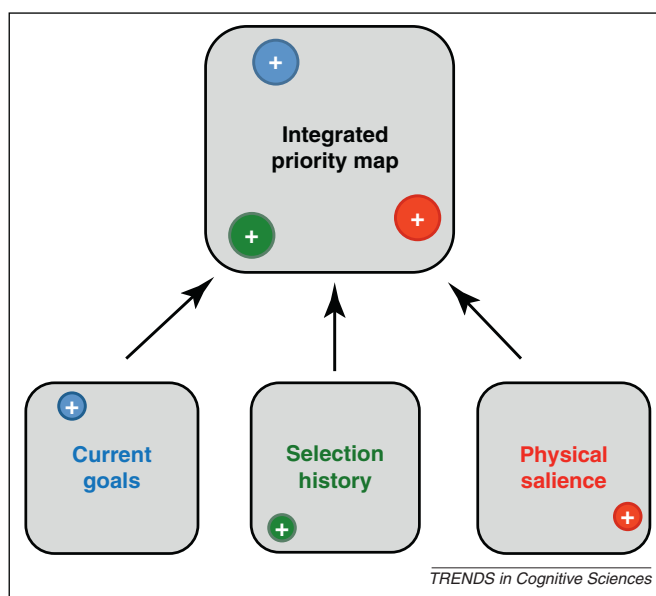 +
Integrated
priority map
+
+
+
Current
goals
Selection
history
+
Physical
salience
+
TRENDS in Cognitive Sciences